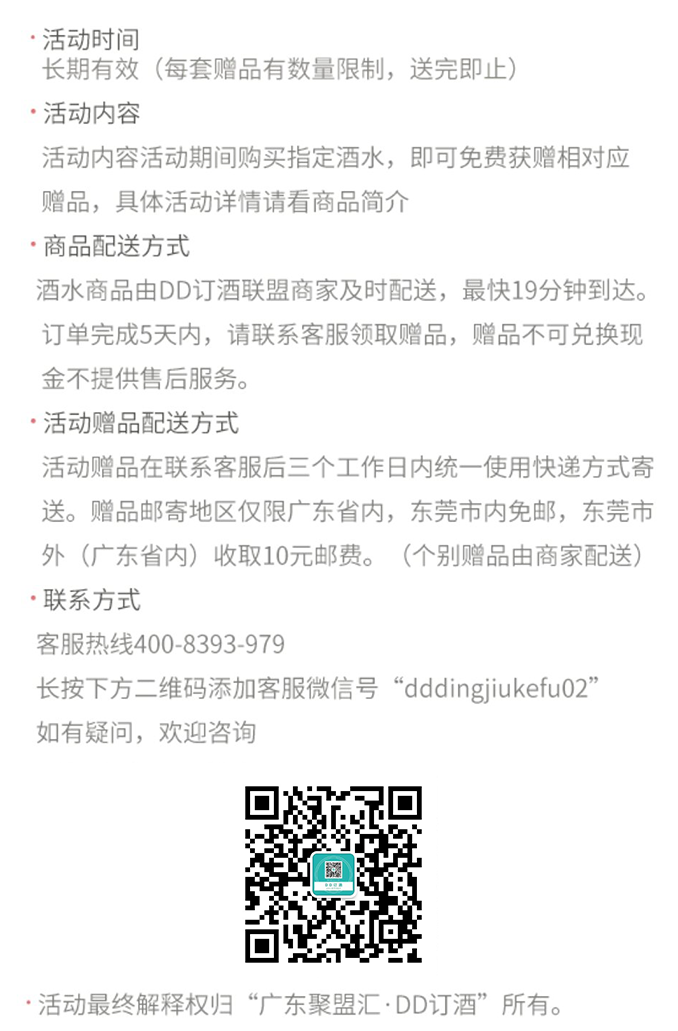 · 活动时间
长期有效（每套赠品有数量限制，送完即止）
· 活动内容
活动内容活动期间购买指定酒水，即可免费获赠相对应
赠品，具体活动详情请看商品简介
· 商品配送方式
酒水商品由DD订酒联盟商家及时配送，最快19分钟到达。
订单完成5天内，请联系客服领取赠品，赠品不可兑换现
金不提供售后服务。
· 活动赠品配送方式
活动赠品在联系客服后三个工作日内统一使用快递方式寄
送。赠品邮寄地区仅限广东省内，东莞市内免邮，东莞市
外（广东省内）收取10元邮费。（个别赠品由商家配送）
· 联系方式
客服热线400-8393-979
长按下方二维码添加客服微信号“dddingjiukefu02”
如有疑问，欢迎咨询
· 活动最终解释权归“广东聚盟汇·DD订酒”所有。